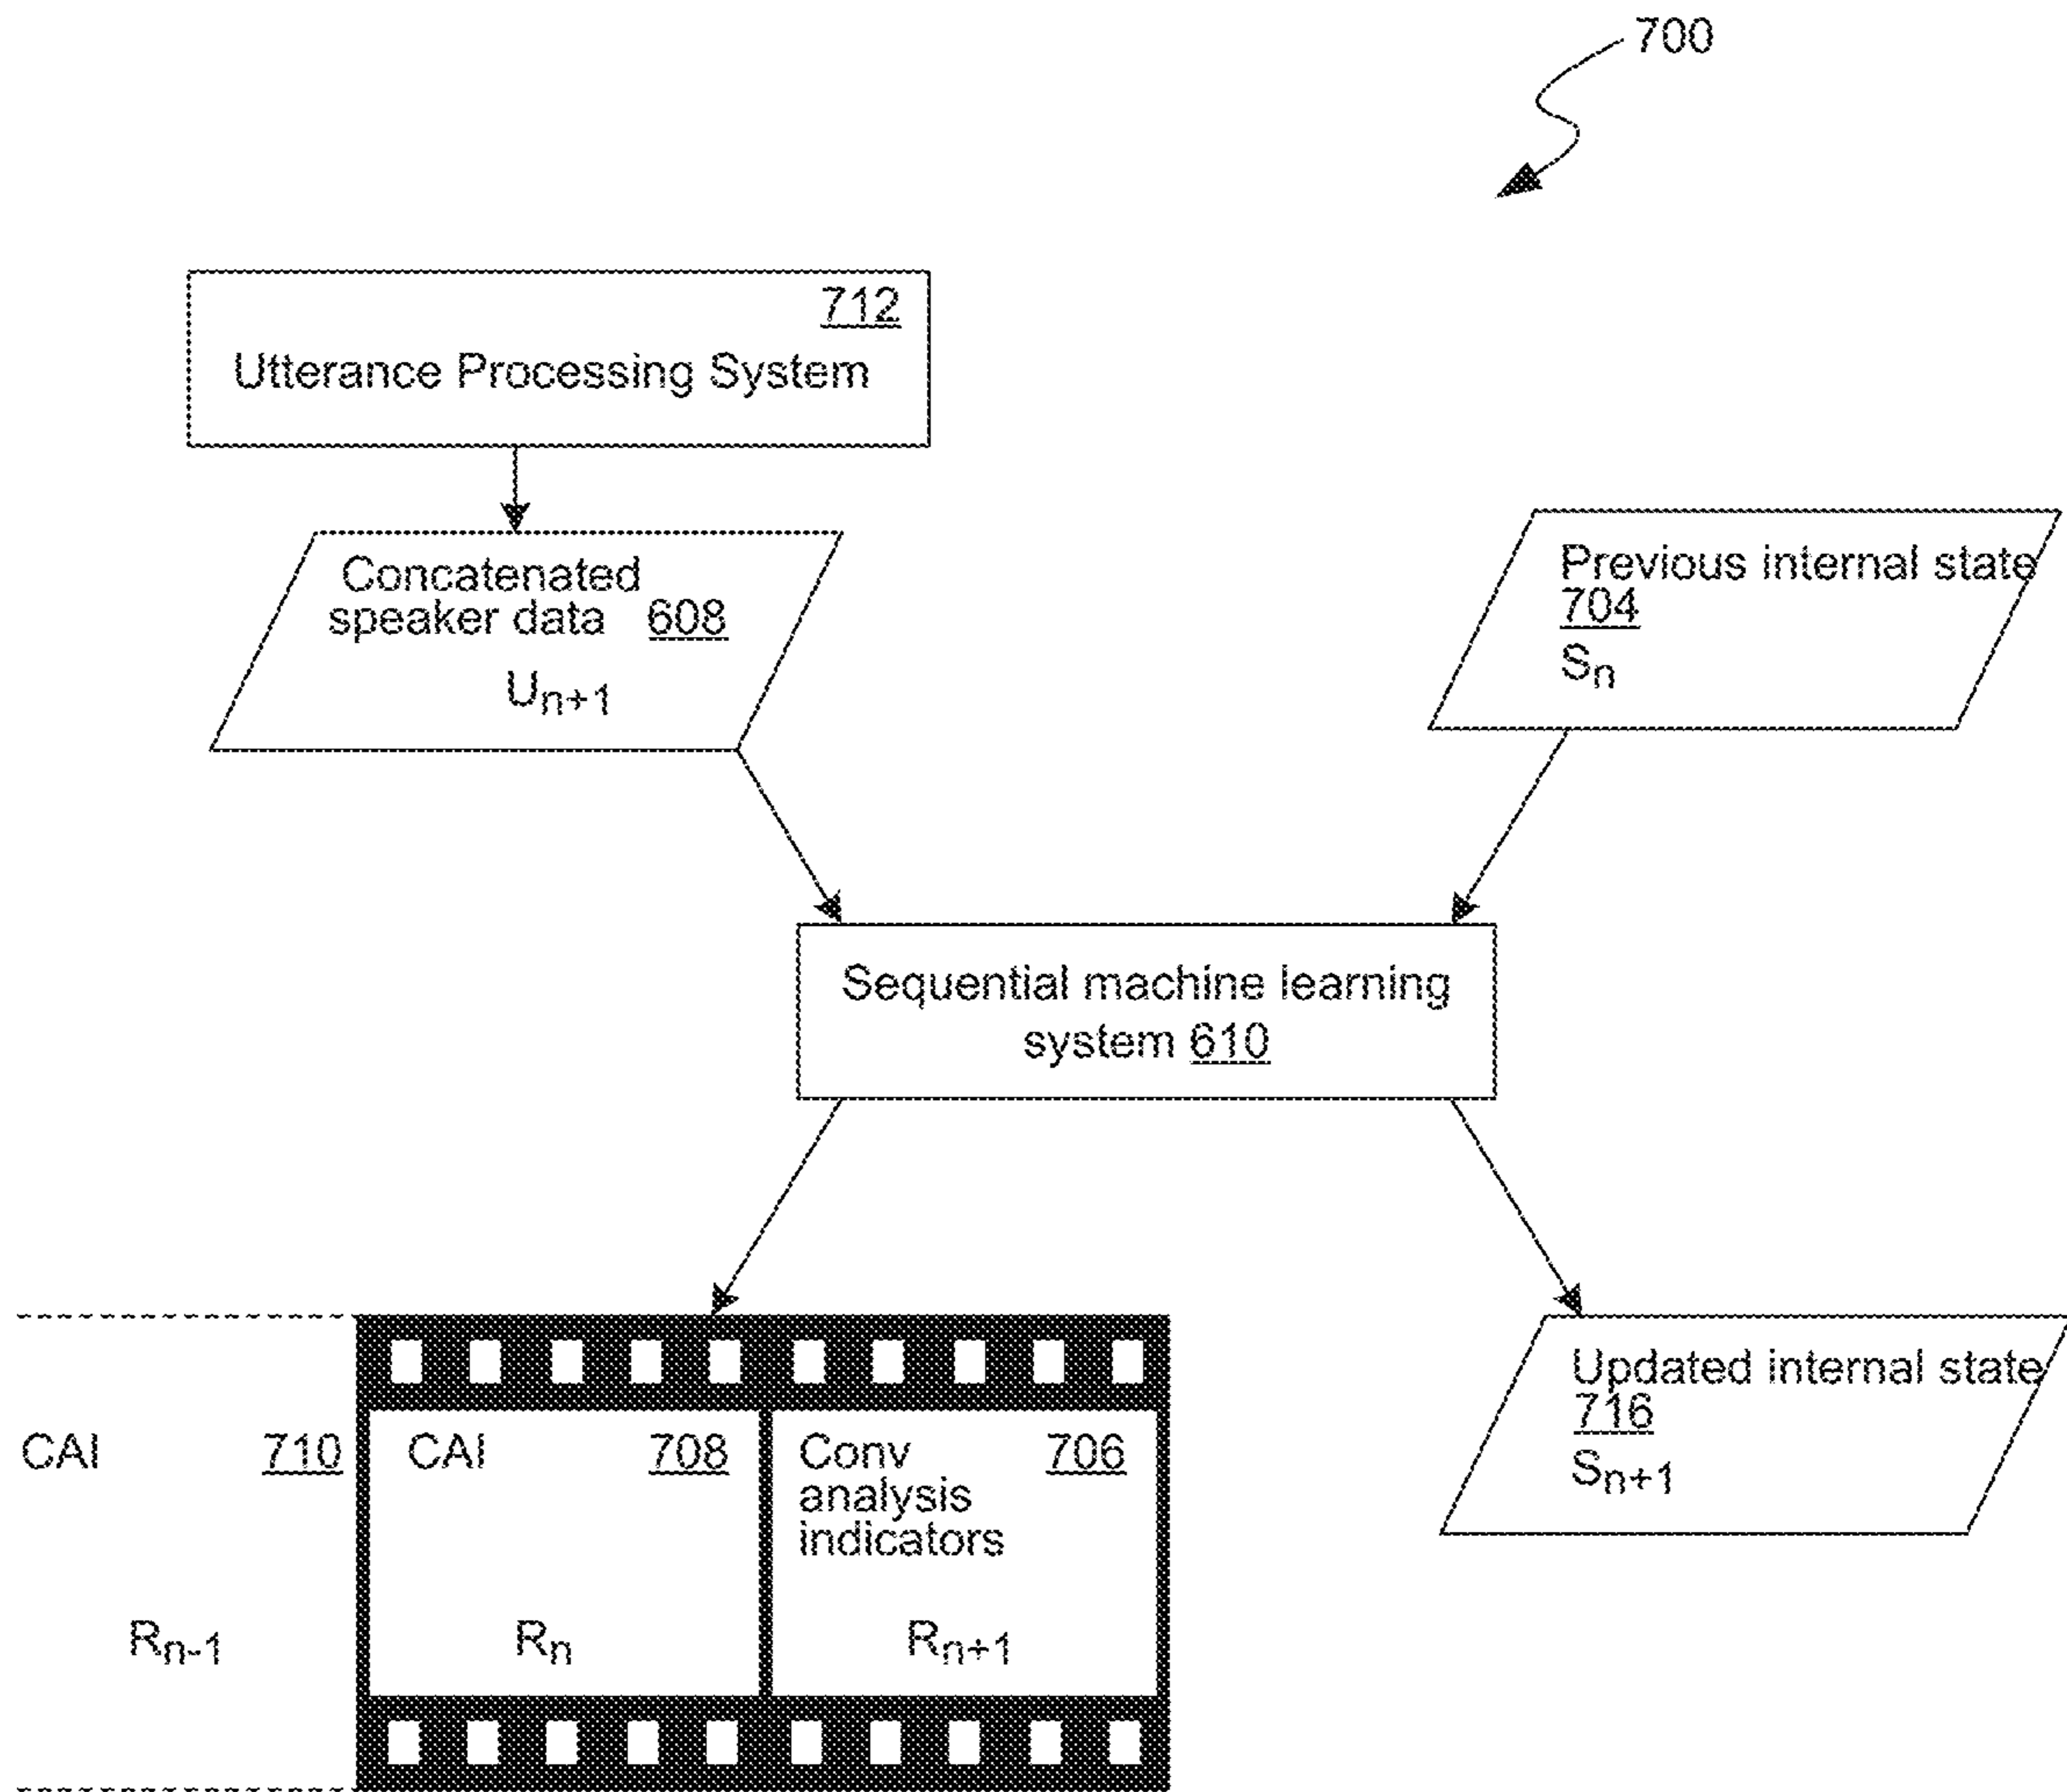 700
712
Utterance Processing System
Concatenated
speaker data 608
Un+1
Previous internal state
704
Sn
Sequential machine learning
system 610
CAI 710
Rn-1
CAI 708
Rn
Conv 706
analysis
indicators
Rn+1
Updated internal state
716
Sn+1